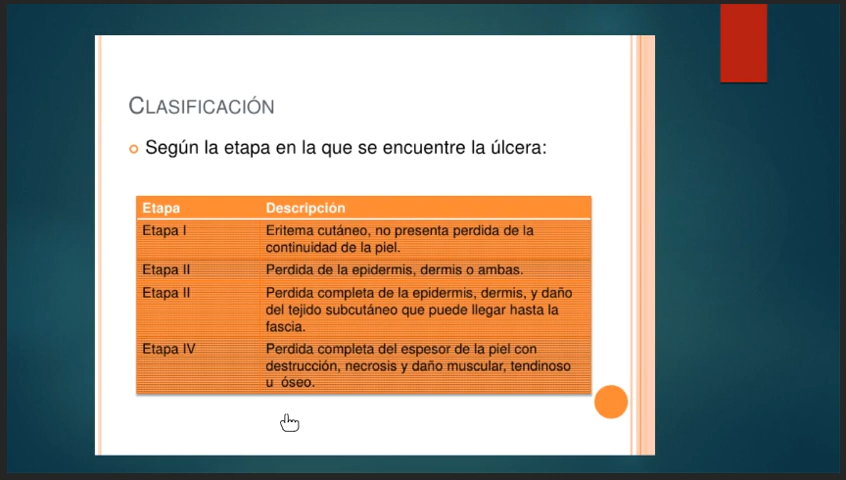 CLASIFICACIÓN
Según la etapa en la que se encuentre la úlcera:
Etapa Descripción
Etapa I Eritema cutáneo, no presenta perdida de la
continuidad de la piel.
Etapa II Perdida de la epidermis, dermis o ambas.
Etapa II Perdida completa de la epidermis, dermis, y daño
del tejido subcutáneo que puede llegar hasta la
fascia.
Etapa IV Perdida completa del espesor de la piel con
destrucción, necrosis y daño muscular, tendinoso
u óseo.